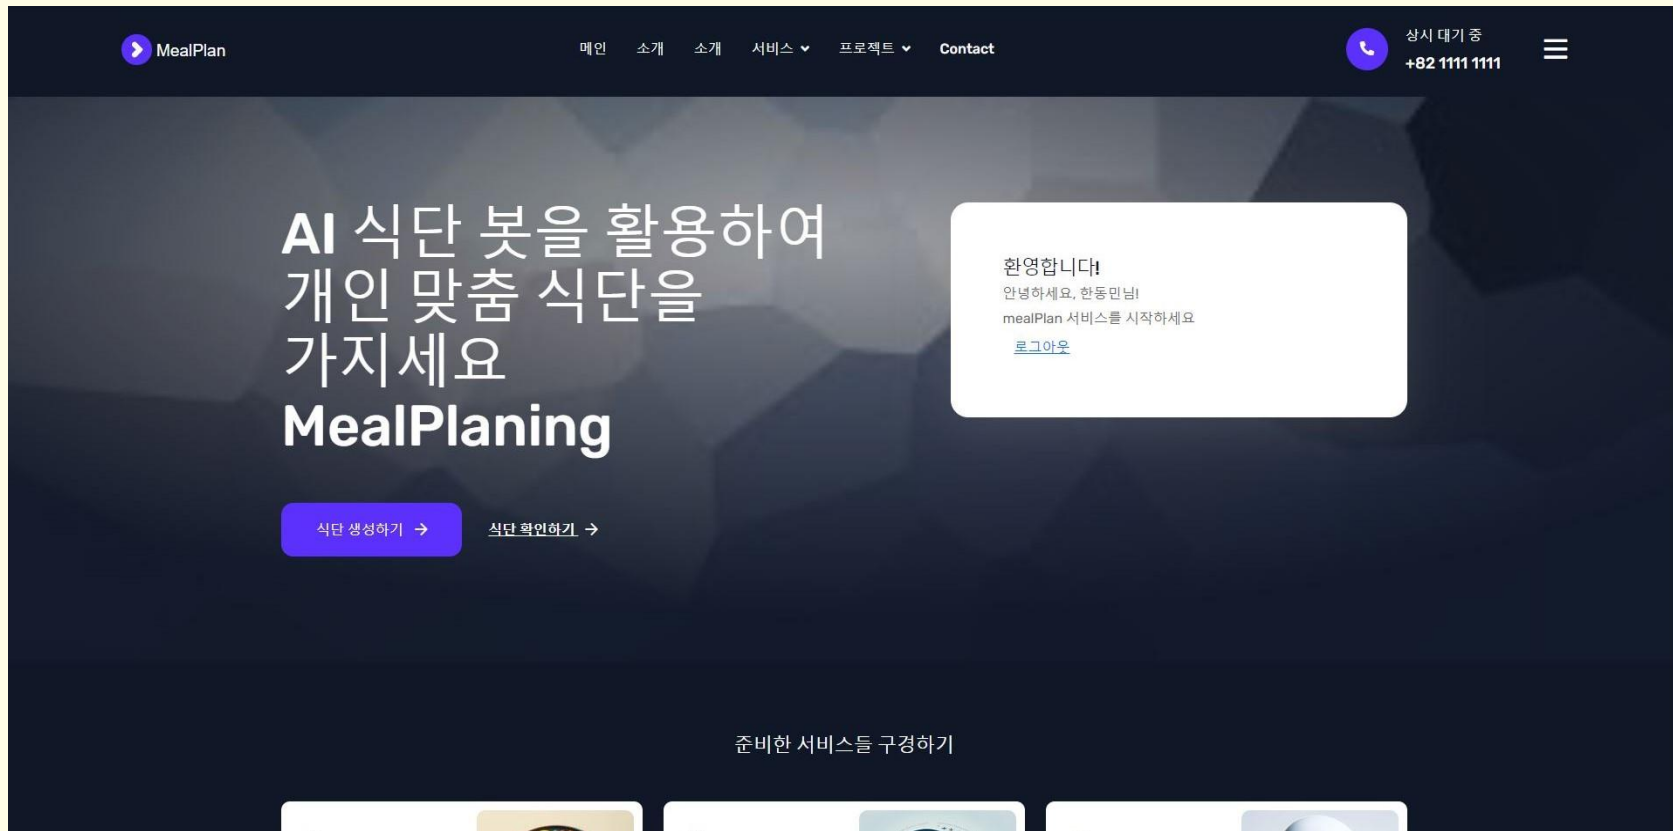 MealPlan
메인 소개 소개 서비스 프로젝트 Contact
상시 대기 중
+82 1111 1111
AI 식단 봇을 활용하여
개인 맞춤 식단을
가지세요
MealPlaning
식단 생성하기
식단 확인하기
환영합니다!
안녕하세요, 한동민님!
mealPlan 서비스를 시작하세요
로그아웃
준비한 서비스들 구경하기